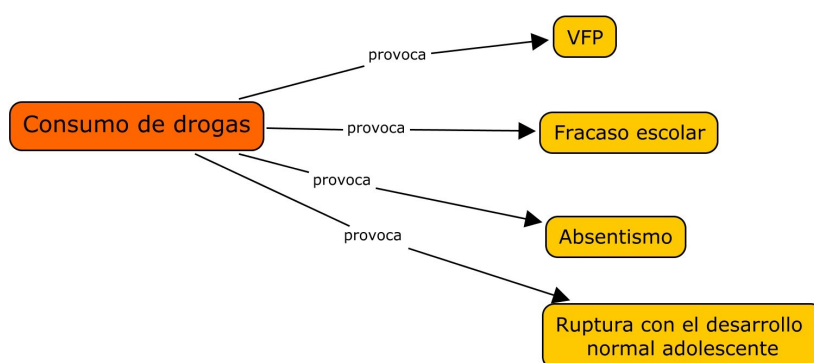 VFP
provoca
Consumo de drogas
provoca
Fracaso escolar
provoca
Absentismo
provoca
Ruptura con el desarrollo
normal adolescente